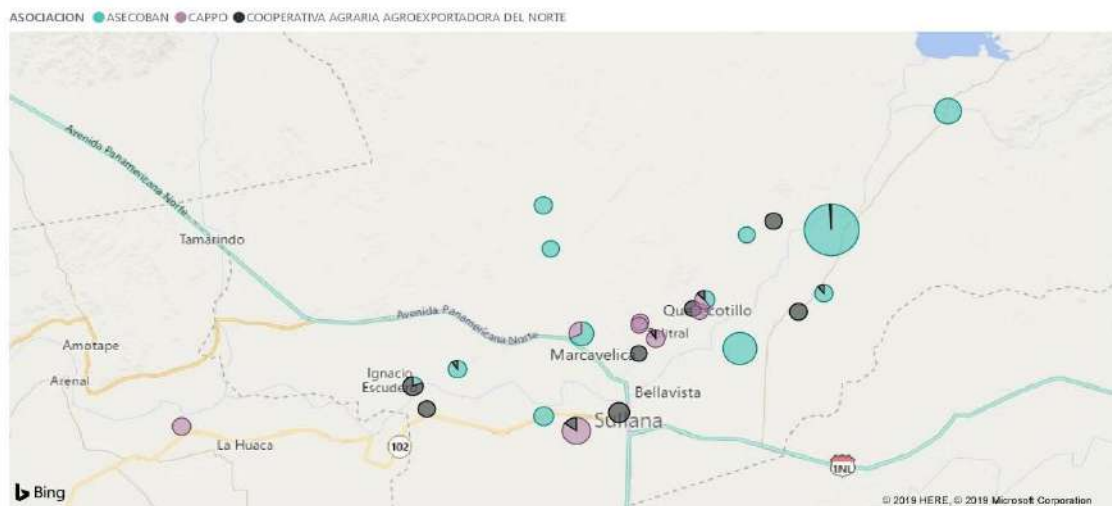 ASOCIACION ASECOBAN CAPPO COOPERATIVA AGRARIA AGROEXPORTADORA DEL NORTE
Avenida Panamericana Norte
Tamarindo
Avenida Panamericana Norte
Amotape
Arenal
Marcavelica
Ignacio
Bellavista
Sullana
La Huaca
102
1NL
Bing
© 2019 HERE, © 2019 Microsoft Corporation